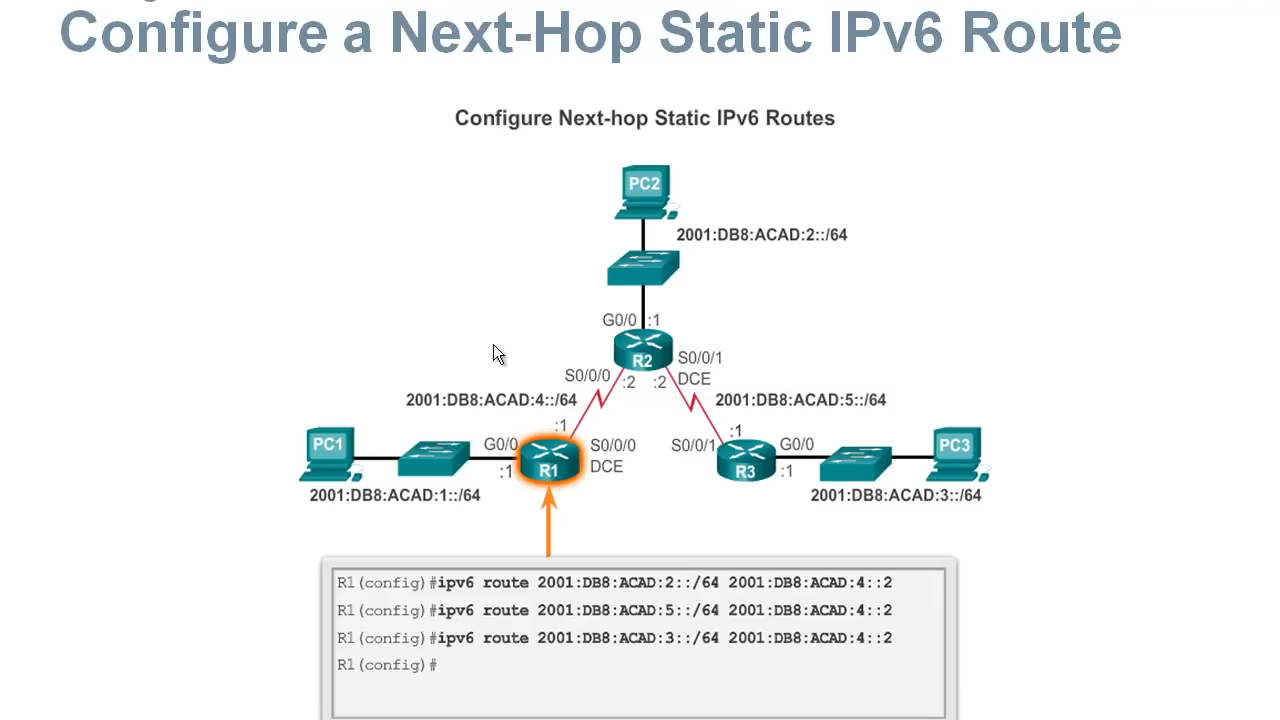 Configure a Next-Hop Static IPv6 Route
Configure Next-hop Static IPv6 Routes
PC2
2001:DB8:ACAD:2::/64
G0/0 :1
R2
S0/0/1
DCE
S0/0/0 :2 :2
2001:DB8:ACAD:4::/64
2001:DB8:ACAD:5::/64
:1
:1
PC1
G0/0
:1
R1
S0/0/0
DCE
S0/0/1
R3
G0/0
:1
PC3
2001:DB8:ACAD:1::/64
2001:DB8:ACAD:3::/64
R1(config)#ipv6 route 2001:DB8:ACAD:2::/64 2001:DB8:ACAD:4::2
R1(config)#ipv6 route 2001:DB8:ACAD:5::/64 2001:DB8:ACAD:4::2
R1(config)#ipv6 route 2001:DB8:ACAD:3::/64 2001:DB8:ACAD:4::2
R1(config)#